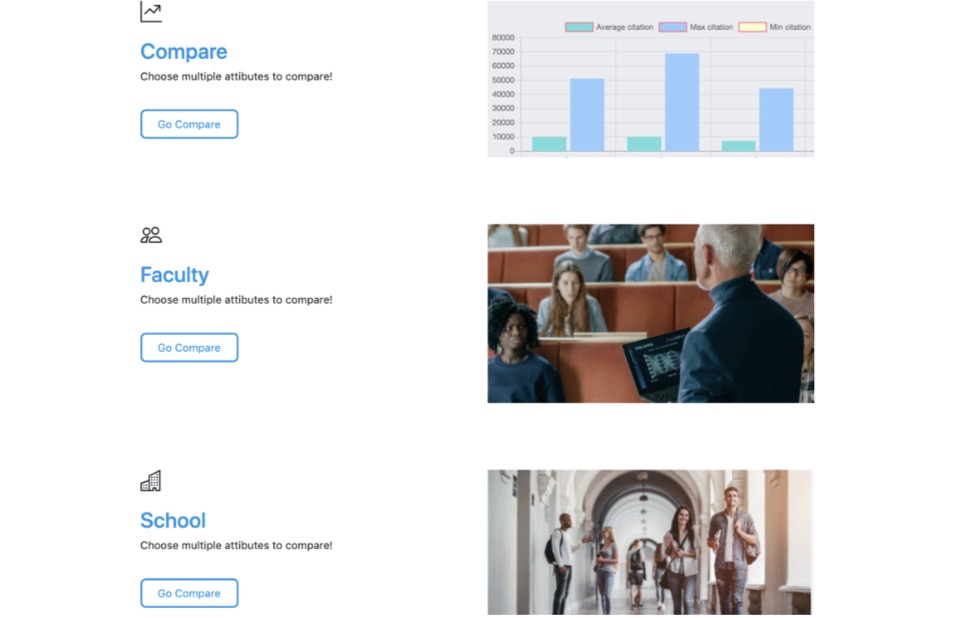 Compare
Choose multiple attibutes to compare!
Go Compare
Average citation Max citation Min citation
80000
70000
60000
50000
40000
30000
20000
10000
0
Faculty
Choose multiple attibutes to compare!
Go Compare
School
Choose multiple attibutes to compare!
Go Compare